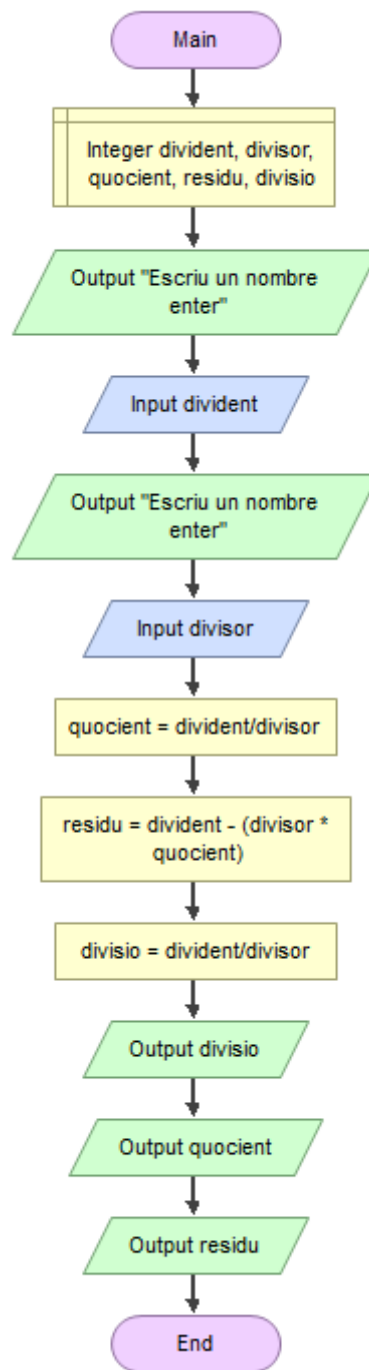 Main
Integer divident, divisor,
quocient, residu, divisio
Output "Escriu un nombre
enter"
Input divident
Output "Escriu un nombre
enter"
Input divisor
quocient = divident/divisor
residu = divident - (divisor *
quocient)
divisio = divident/divisor
Output divisio
Output quocient
Output residu
End